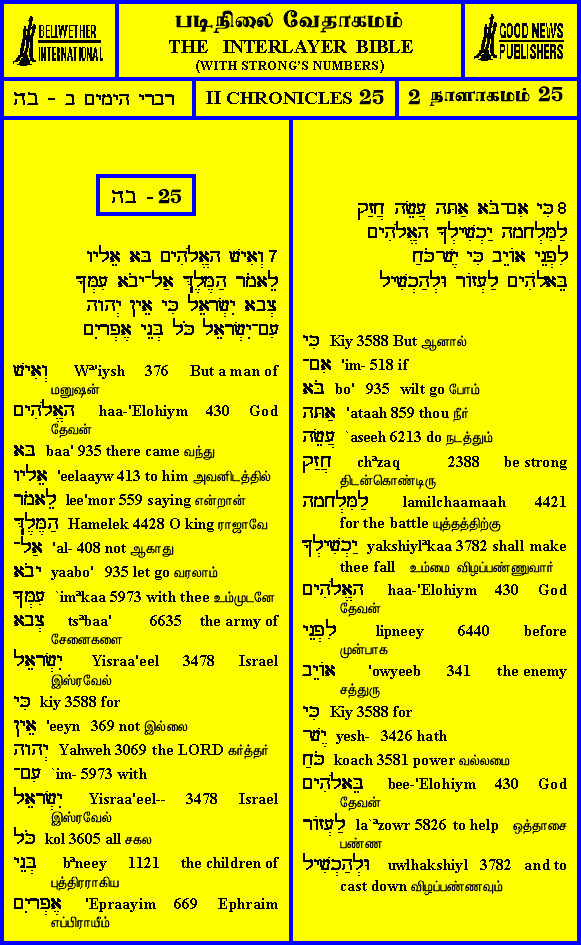 BELLWETHER
INTERNATIONAL
படிநிலை வேதாகமம்
THE INTERLAYER BIBLE
(WITH STRONG'S NUMBERS)
GOOD NEWS
PUBLISHERS
דברי הימים ב - בה
II CHRONICLES 25
2 நாளாகமம் 25
בה - 25
7 וְאִישׁ הָאֱלֹהִים בָּא אֵלָיו
לֵאמֹר הַמֶּלֶךְ אַל־יָבֹא עִמְּךָ
צְבָא יִשְׂרָאֵל כִּי אֵין יְהוָה
עִם־יִשְׂרָאֵל כֹּל בְּנֵי אֶפְרָיִם
וְאִישׁ Wᵃ'iysh 376 But a man of
மனுஷன்
הָאֱלֹהִים haa-'Elohiym 430 God
தேவன்
בָּא baa' 935 there came வந்து
אֵלָיו 'eelaayw 413 to him அவனிடத்தில்
לֵאמֹר lee'mor 559 saying என்றான்
הַמֶּלֶךְ Hamelek 4428 O king ராஜாவே
אַל־ 'al- 408 not ஆகாது
יָבֹא yaabo' 935 let go வரலாம்
עִמְּךָ `imᵃkaa 5973 with thee உம்முடனே
צְבָא tsᵃbaa' 6635 the army of
சேனைகளை
יִשְׂרָאֵל Yisraa'eel 3478 Israel
இஸ்ரவேல்
כִּי kiy 3588 for
אֵין 'eeyn 369 not இல்லை
יְהוָה Yahweh 3069 the LORD கர்த்தர்
עִם־ `im- 5973 with
יִשְׂרָאֵל Yisraa'eel-- 3478 Israel
இஸ்ரவேல்
כֹּל kol 3605 all சகல
בְּנֵי bᵃneey 1121 the children of
புத்திரராகிய
אֶפְרָיִם 'Epraayim 669 Ephraim
எப்பிராயீம்
8 כִּי אִם־בֹּא אַתָּה עֲשֵׂה חֲזַק
לַמִּלְחָמָה יַכְשִׁילְךָ הָאֱלֹהִים
לִפְנֵי אוֹיֵב כִּי יֶשׁ־כֹּחַ
בֵּאלֹהִים לַעְזוֹר וּלְהַכְשִׁיל
כִּי Kiy 3588 But ஆனால்
אִם־ 'im- 518 if
בֹּא bo' 935 wilt go போம்
אַתָּה 'ataah 859 thou நீர்
עֲשֵׂה `aseeh 6213 do நடத்தும்
חֲזַק chᵃzaq 2388 be strong
திடன்கொண்டிரு
לַמִּלְחָמָה lamilchaamaah 4421
for the battle யுத்தத்திற்கு
יַכְשִׁילְךָ yakshiylᵃkaa 3782 shall make
thee fall உம்மை விழப்பண்ணுவார்
הָאֱלֹהִים haa-'Elohiym 430 God
தேவன்
לִפְנֵי lipneey 6440 before
முன்பாக
אוֹיֵב 'owyeeb 341 the enemy
சத்துரு
כִּי Kiy 3588 for
יֶשׁ־ yesh- 3426 hath
כֹּחַ koach 3581 power வல்லமை
בֵּאלֹהִים bee-'Elohiym 430 God
தேவன்
לַעְזוֹר la`ᵃzowr 5826 to help ஒத்தாசை
பண்ண
וּלְהַכְשִׁיל uwlhakshiyl 3782 and to
cast down விழப்பண்ணவும்